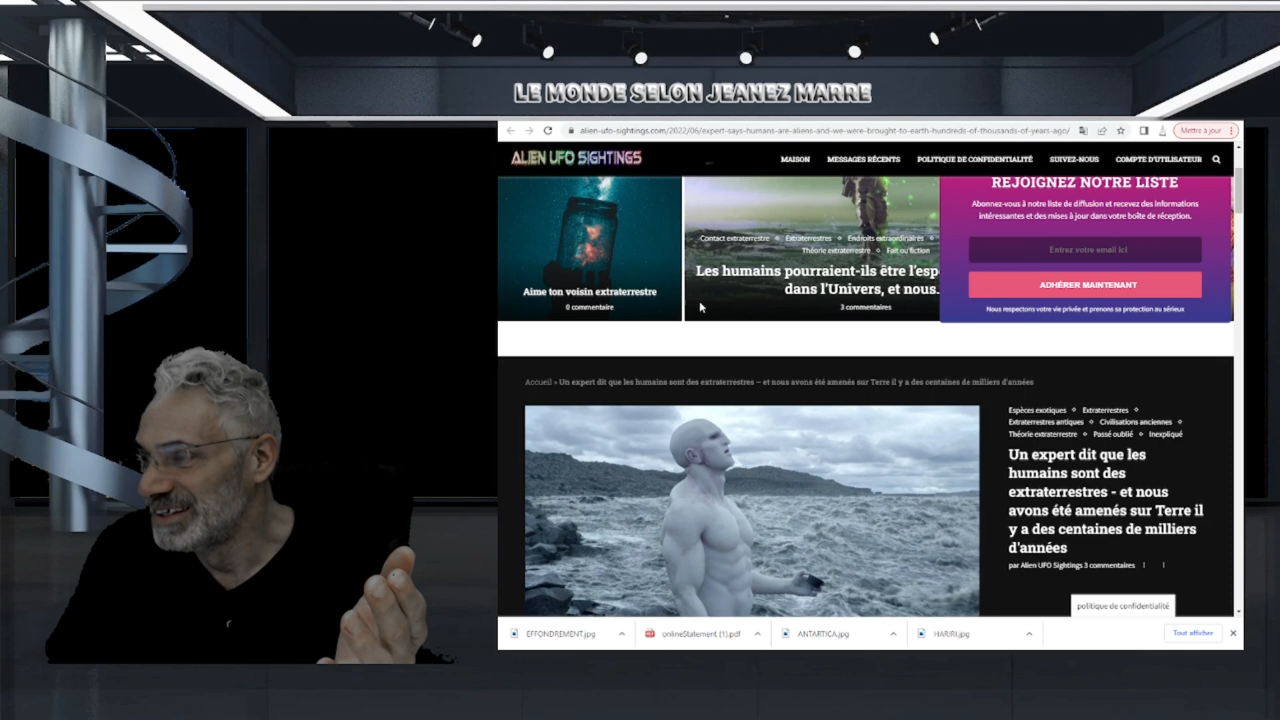 LE MONDE SELON JEANEZ MARRE
alien-ufo-sightings.com/2022/06/expert-says-humans-are-aliens-and-we-were-brought-to-earth-hundreds-of-thousands-of-years-ago/
Mettre à jour
ALIEN UFO SIGHTINGS
MAISON MESSAGES RÉCENTS POLITIQUE DE CONFIDENTIALITÉ SUIVEZ-NOUS COMPTE D'UTILISATEUR
Aime ton voisin extraterrestre
0 commentaire
Contact extraterrestre Extraterrestres Endroits extraordinaires
Théorie extraterrestre Fait ou fiction
Les humains pourraient-ils être l'esp
dans l'Univers, et nous.
3 commentaires
REJOIGNEZ NOTRE LISTE
Abonnez-vous à notre liste de diffusion et recevez des informations
intéressantes et des mises à jour dans votre boîte de réception.
Entrez votre email ici
ADHÉRER MAINTENANT
Nous respectons votre vie privée et prenons sa protection au sérieux
Accueil » Un expert dit que les humains sont des extraterrestres – et nous avons été amenés sur Terre il y a des centaines de milliers d'années
Espèces exotiques Extraterrestres
Extraterrestres antiques Civilisations anciennes
Théorie extraterrestre Passé oublié Inexpliqué
Un expert dit que les
humains sont des
extraterrestres - et nous
avons été amenés sur Terre il
y a des centaines de milliers
d'années
par Alien UFO Sightings 3 commentaires
politique de confidentialité
EFFONDREMENT.jpg onlineStatement (1).pdf ANTARTICA.jpg HARIRI.jpg Tout afficher